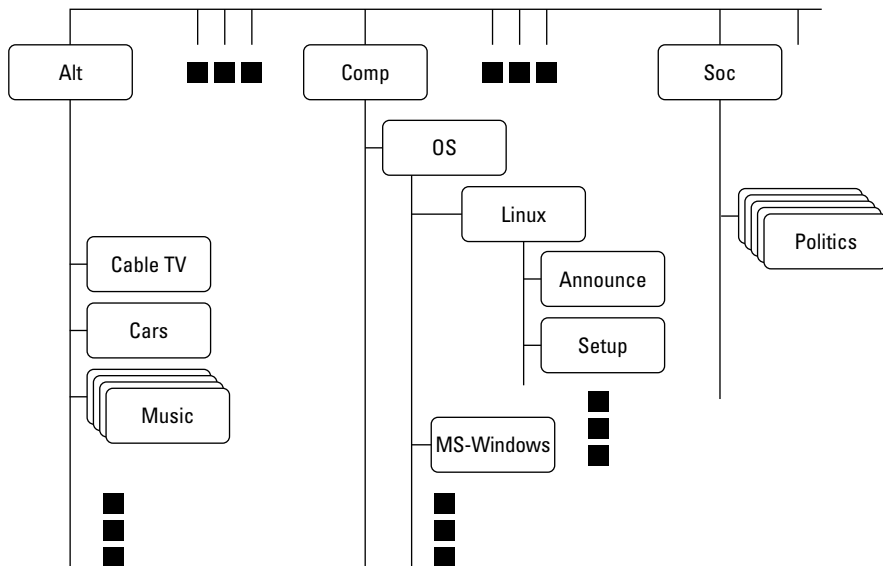 Alt
Comp
Soc
OS
Linux
Politics
Cable TV
Announce
Cars
Setup
Music
MS-Windows